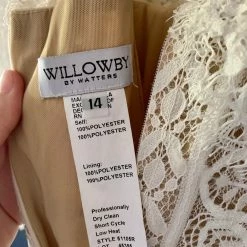 WILLOWBY
BY WATTERS
14
Self:
100%POLYESTER
100%POLYESTER
Lining:
100%POLYESTER
100%POLYESTER
Professionally
Dry Clean
Short Cycle
Low Heat
STYLE